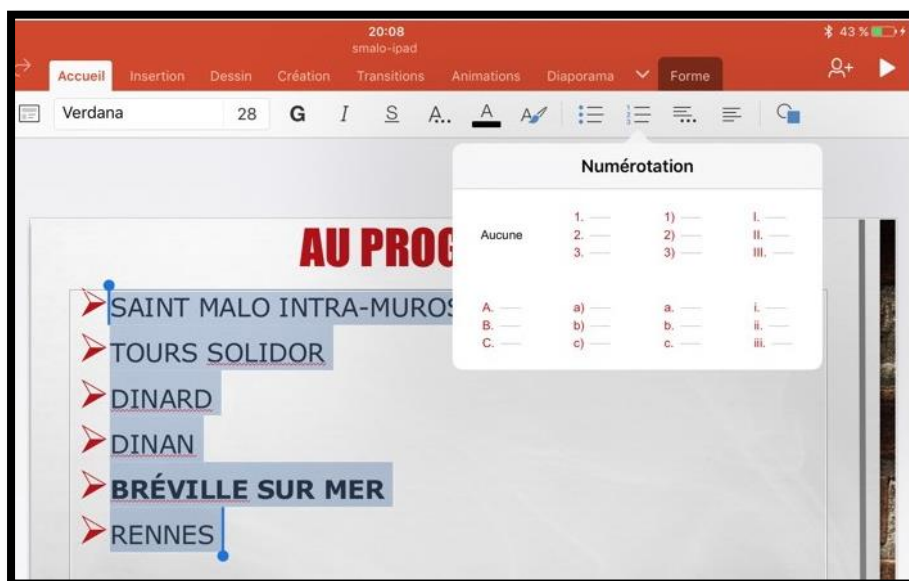 20:08
43 %
smalo-ipad
Accueil Insertion Dessin Création Transitions Animations Diaporama Forme
Verdana 28 G I S A.. A A
Numérotation
Aucune
1.
2.
3.
1)
2)
3)
I.
II.
III.
A.
B.
C.
a)
b)
c)
a.
b.
c.
i.
ii.
iii.
AU PROG
SAINT MALO INTRA-MUROS
TOURS SOLIDOR
DINARD
DINAN
BRÉVILLE SUR MER
RENNES